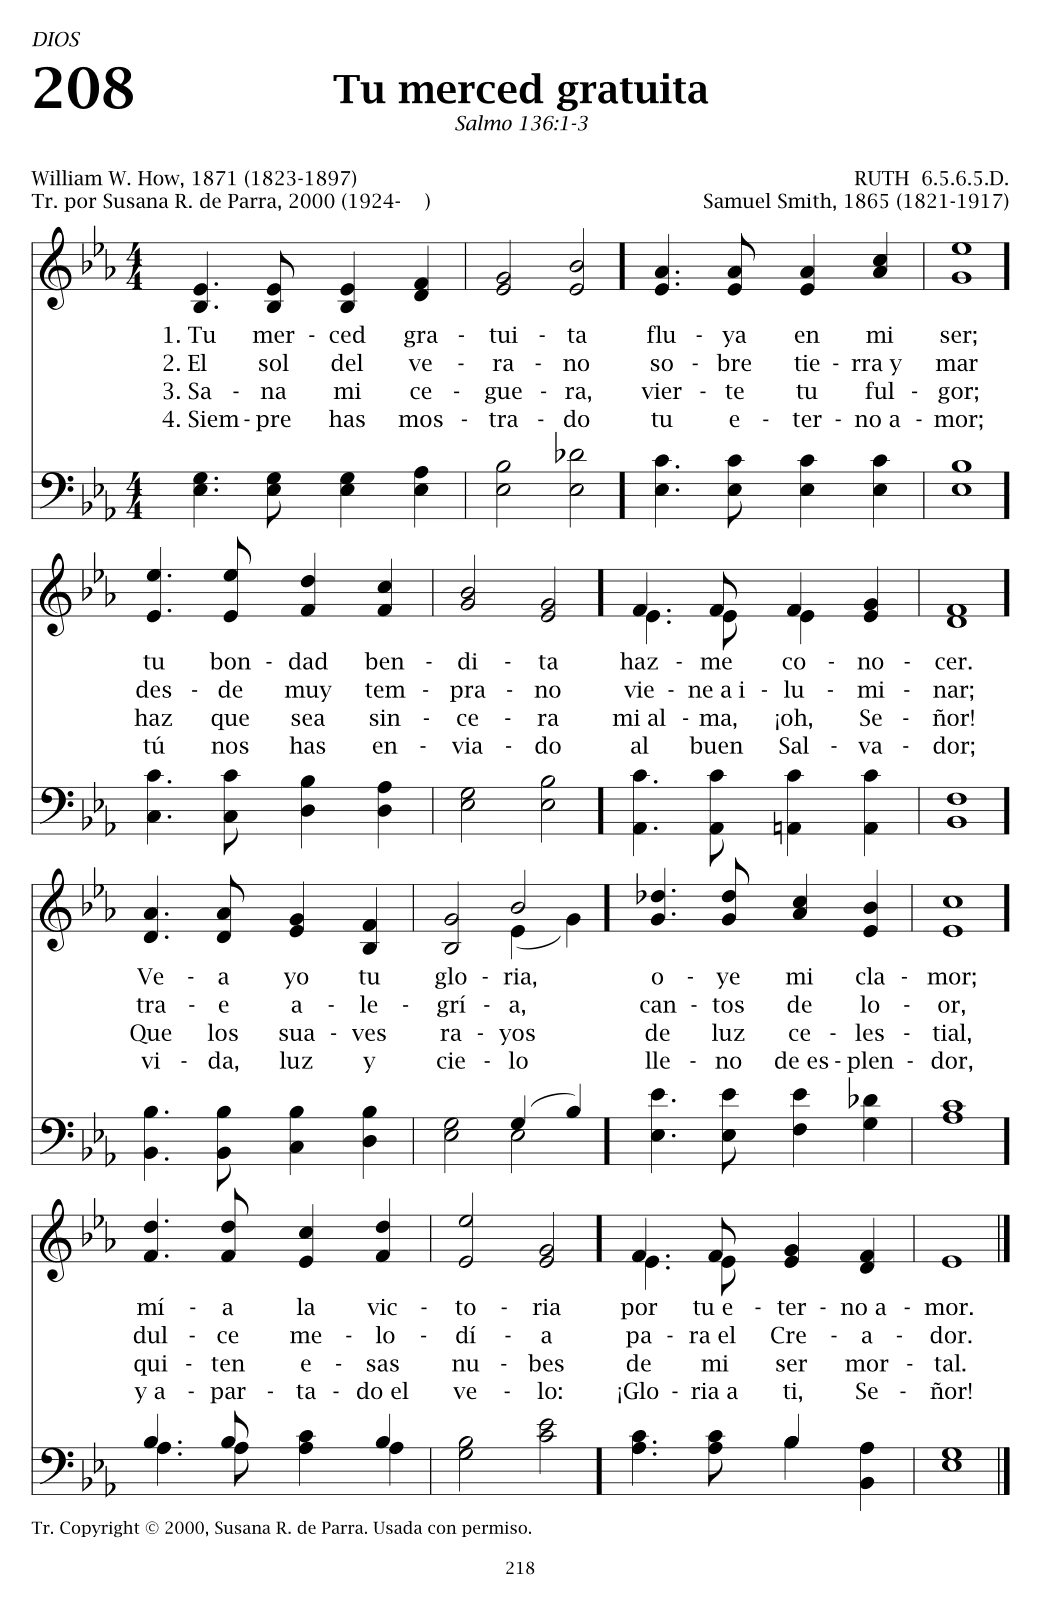 DIOS
208
Tu merced gratuita
Salmo 136:1-3
William W. How, 1871 (1823-1897)
RUTH 6.5.6.5.D.
Tr. por Susana R. de Parra, 2000 (1924- )
Samuel Smith, 1865 (1821-1917)
1. Tu mer - ced gra - tui - ta flu - ya en mi ser;
2. El sol del ve - ra - no so - bre tie - rra y mar
3. Sa - na mi ce - gue - ra, vier - te tu ful - gor;
4. Siem - pre has mos - tra - do tu e - ter - no a - mor;
tu bon - dad ben - di - ta haz - me co - no - cer.
des - de muy tem - pra - no vie - ne a i - lu - mi - nar;
haz que sea sin - ce - ra mi al - ma, ¡oh, Se - ñor!
tú nos has en - via - do al buen Sal - va - dor;
Ve - a yo tu glo - ria, o - ye mi cla - mor;
tra - e a - le - grí - a, can - tos de lo - or,
Que los sua - ves ra - yos de luz ce - les - tial,
vi - da, luz y cie - lo lle - no de es - plen - dor,
mí - a la vic - to - ria por tu e - ter - no a - mor.
dul - ce me - lo - dí - a pa - ra el Cre - a - dor.
qui - ten e - sas nu - bes de mi ser mor - tal.
y a - par - ta - do el ve - lo: ¡Glo - ria a ti, Se - ñor!
Tr. Copyright © 2000, Susana R. de Parra. Usada con permiso.
218